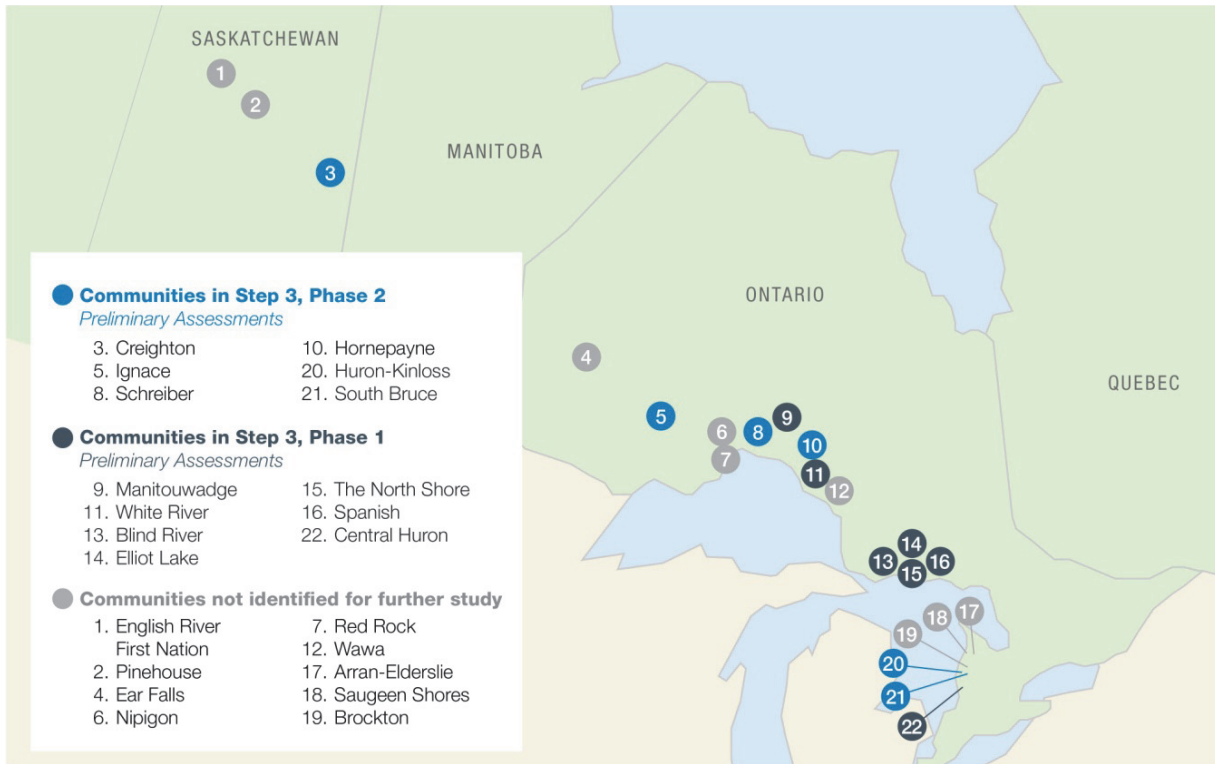 SASKATCHEWAN
1
2
MANITOBA
3
ONTARIO
QUEBEC
4
5
6
7
8
9
10
11
12
13
14
15
16
17
18
19
20
21
22
Communities in Step 3, Phase 2
Preliminary Assessments
3. Creighton
5. Ignace
8. Schreiber
10. Hornepayne
20. Huron-Kinloss
21. South Bruce
Communities in Step 3, Phase 1
Preliminary Assessments
9. Manitouwadge
11. White River
13. Blind River
14. Elliot Lake
15. The North Shore
16. Spanish
22. Central Huron
Communities not identified for further study
1. English River
First Nation
2. Pinehouse
4. Ear Falls
6. Nipigon
7. Red Rock
12. Wawa
17. Arran-Elderslie
18. Saugeen Shores
19. Brockton